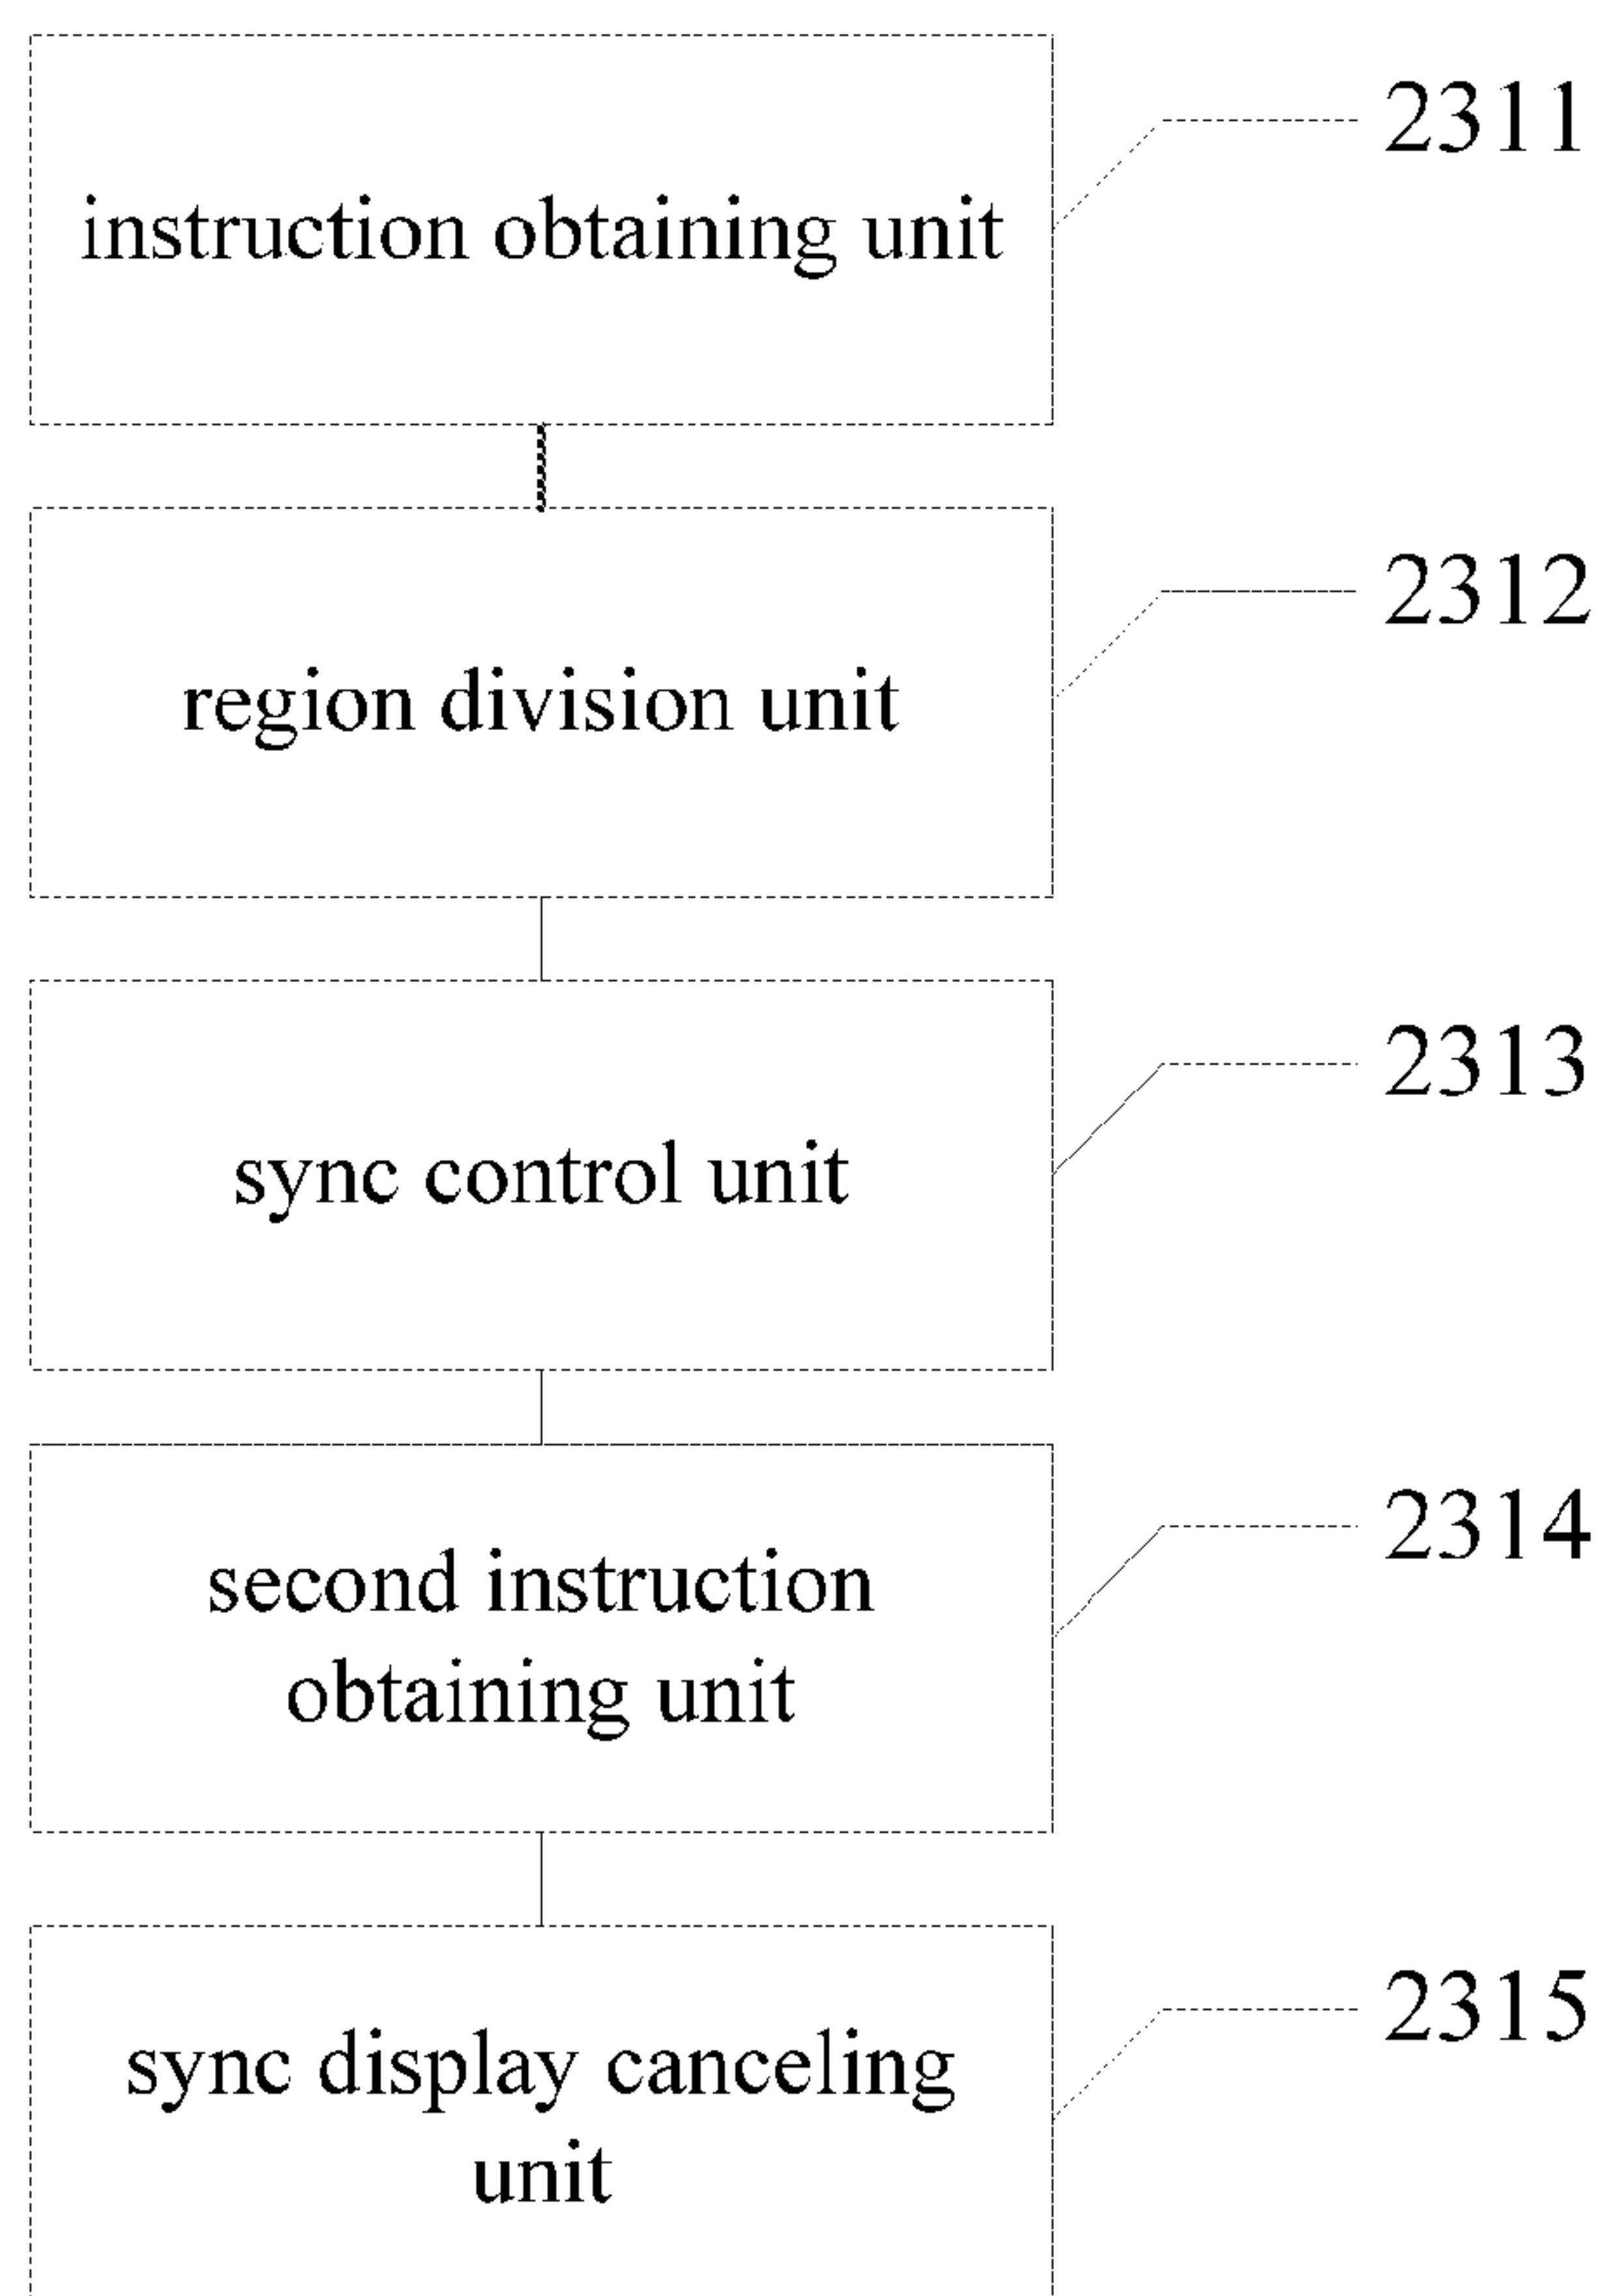 2311
instruction obtaining unit
2312
region division unit
2313
sync control unit
2314
second instruction
obtaining unit
2315
sync display canceling
unit